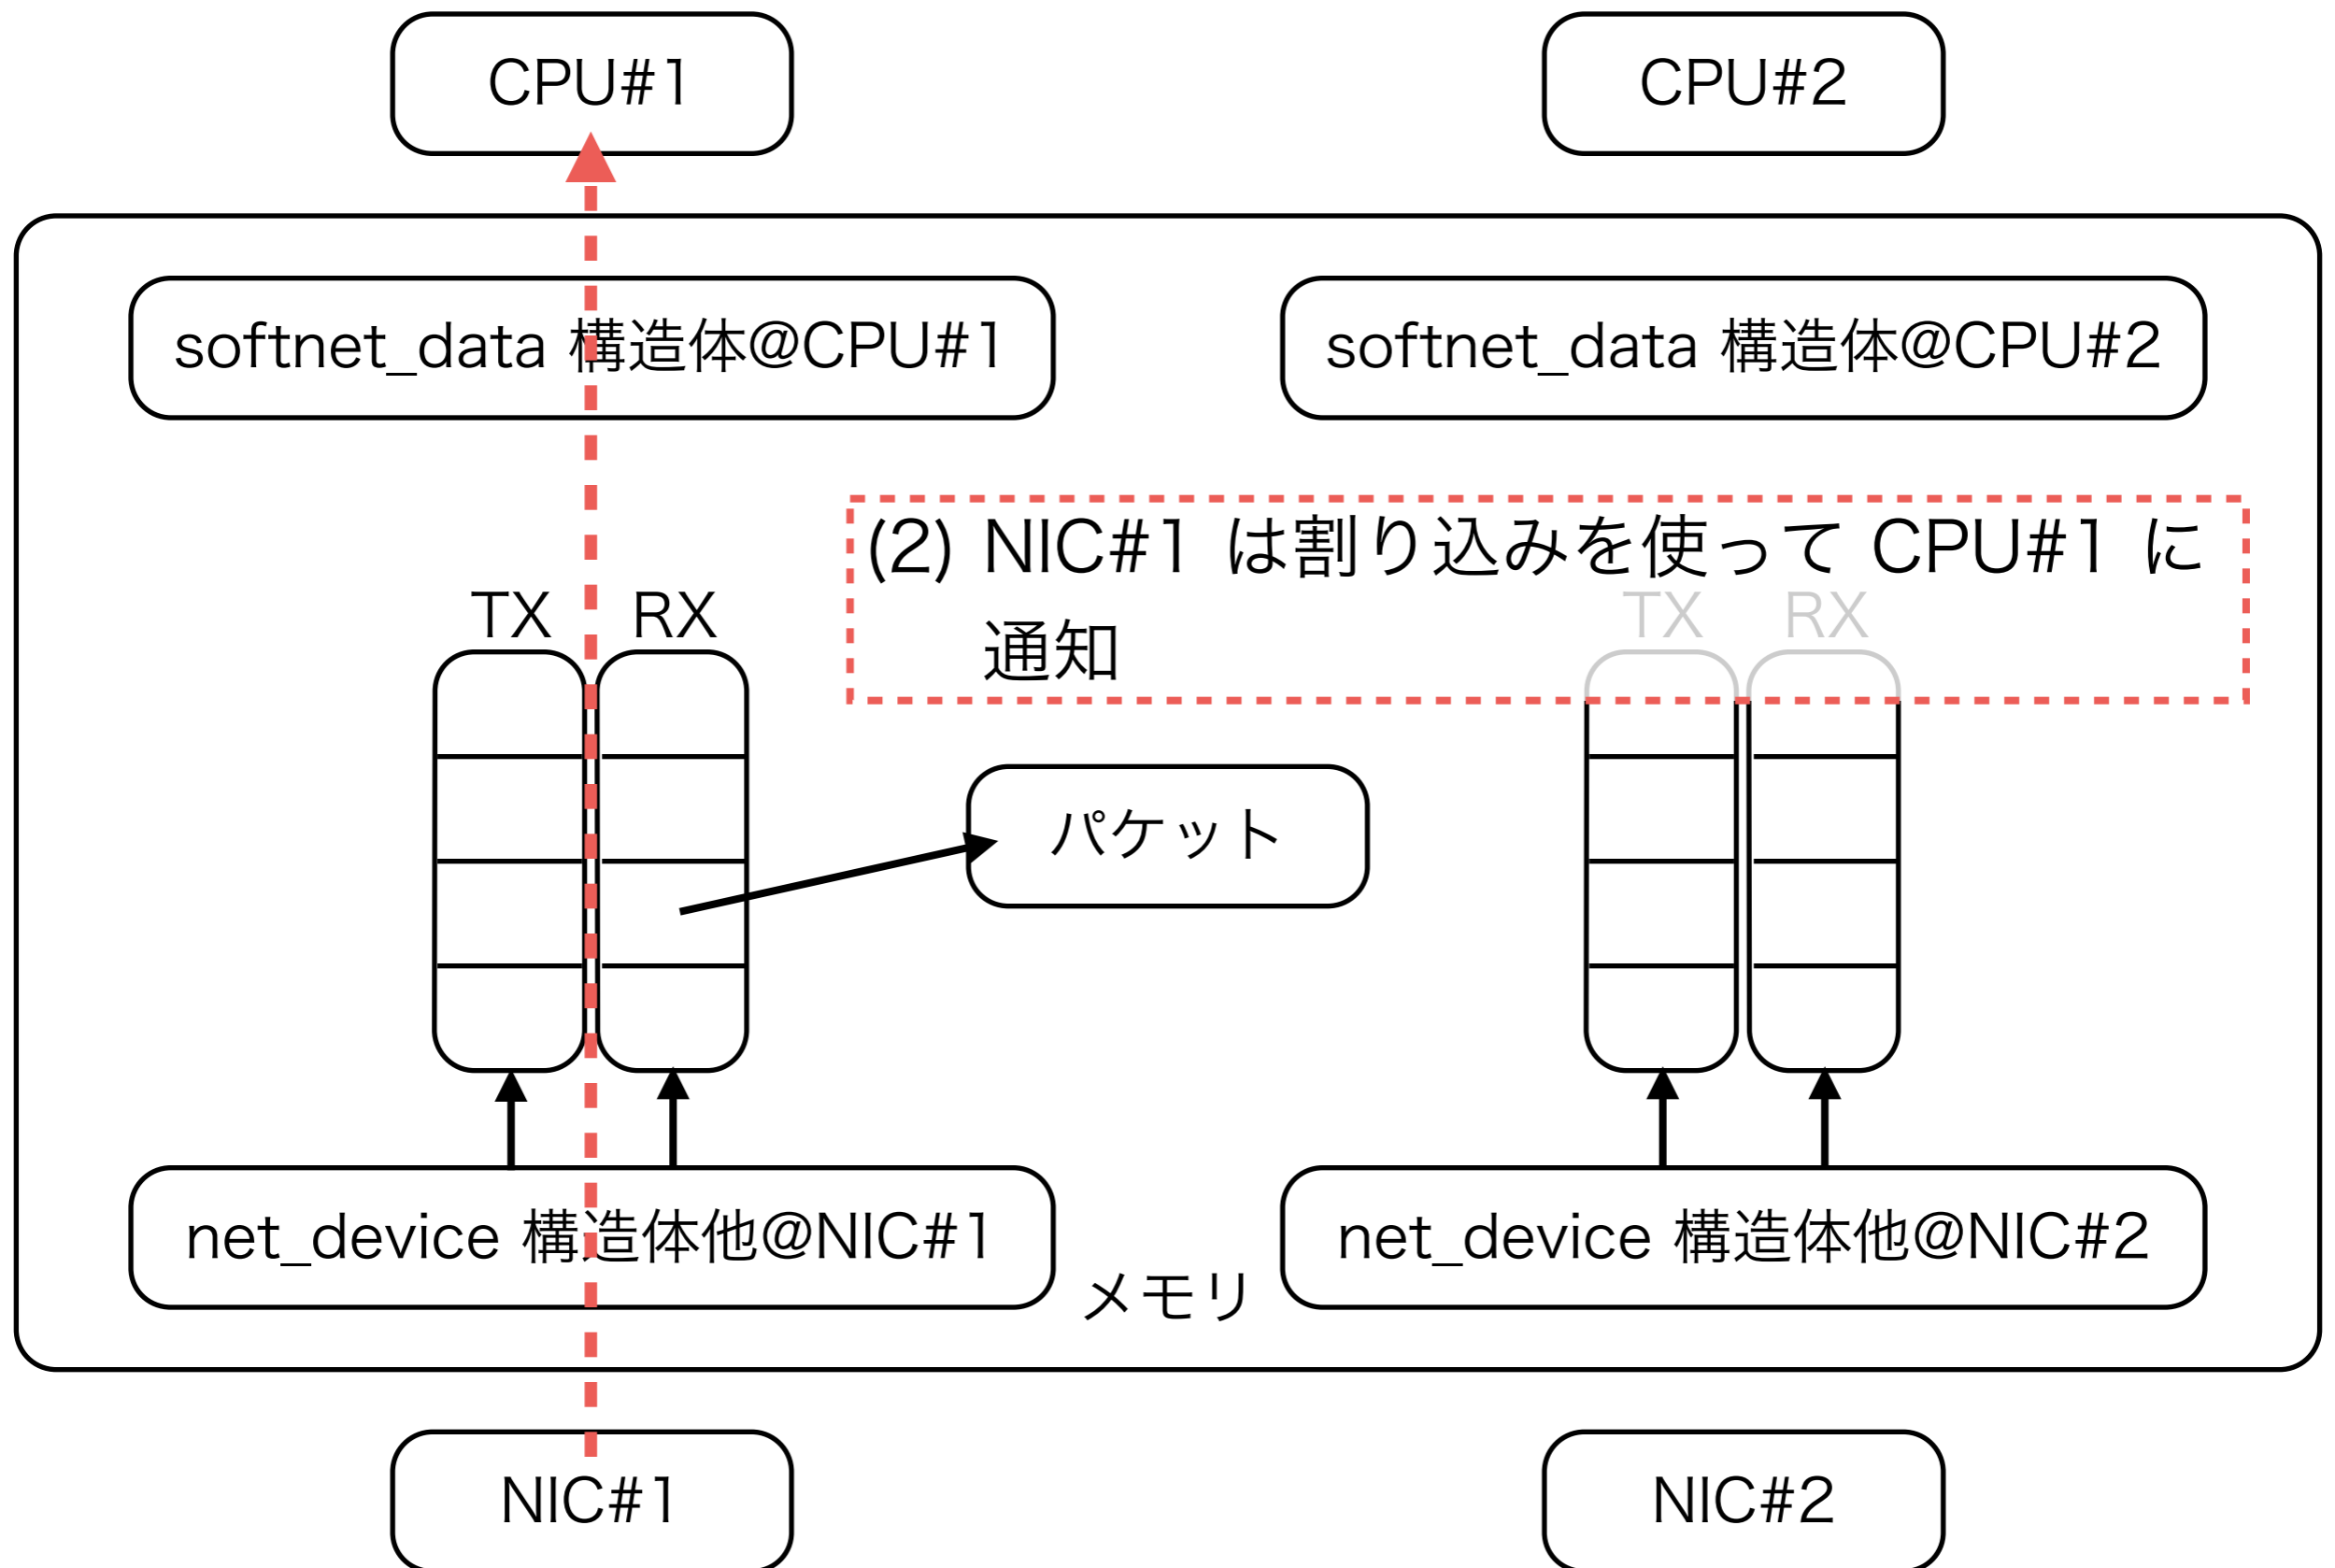 CPU#1
CPU#2
softnet_data 構造体@CPU#1
softnet_data 構造体@CPU#2
(2) NIC#1 は割り込みを使って CPU#1 に
通知
TX
RX
TX
RX
パケット
net_device 構造体他@NIC#1
net_device 構造体他@NIC#2
メモリ
NIC#1
NIC#2